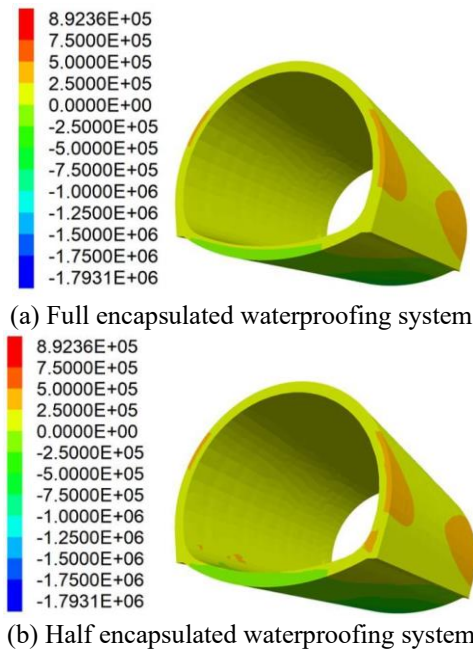 8.9236E+05
7.5000E+05
5.0000E+05
2.5000E+05
0.0000E+00
-2.5000E+05
-5.0000E+05
-7.5000E+05
-1.0000E+06
-1.2500E+06
-1.5000E+06
-1.7500E+06
-1.7931E+06
(a) Full encapsulated waterproofing system
8.9236E+05
7.5000E+05
5.0000E+05
2.5000E+05
0.0000E+00
-2.5000E+05
-5.0000E+05
-7.5000E+05
-1.0000E+06
-1.2500E+06
-1.5000E+06
-1.7500E+06
-1.7931E+06
(b) Half encapsulated waterproofing system